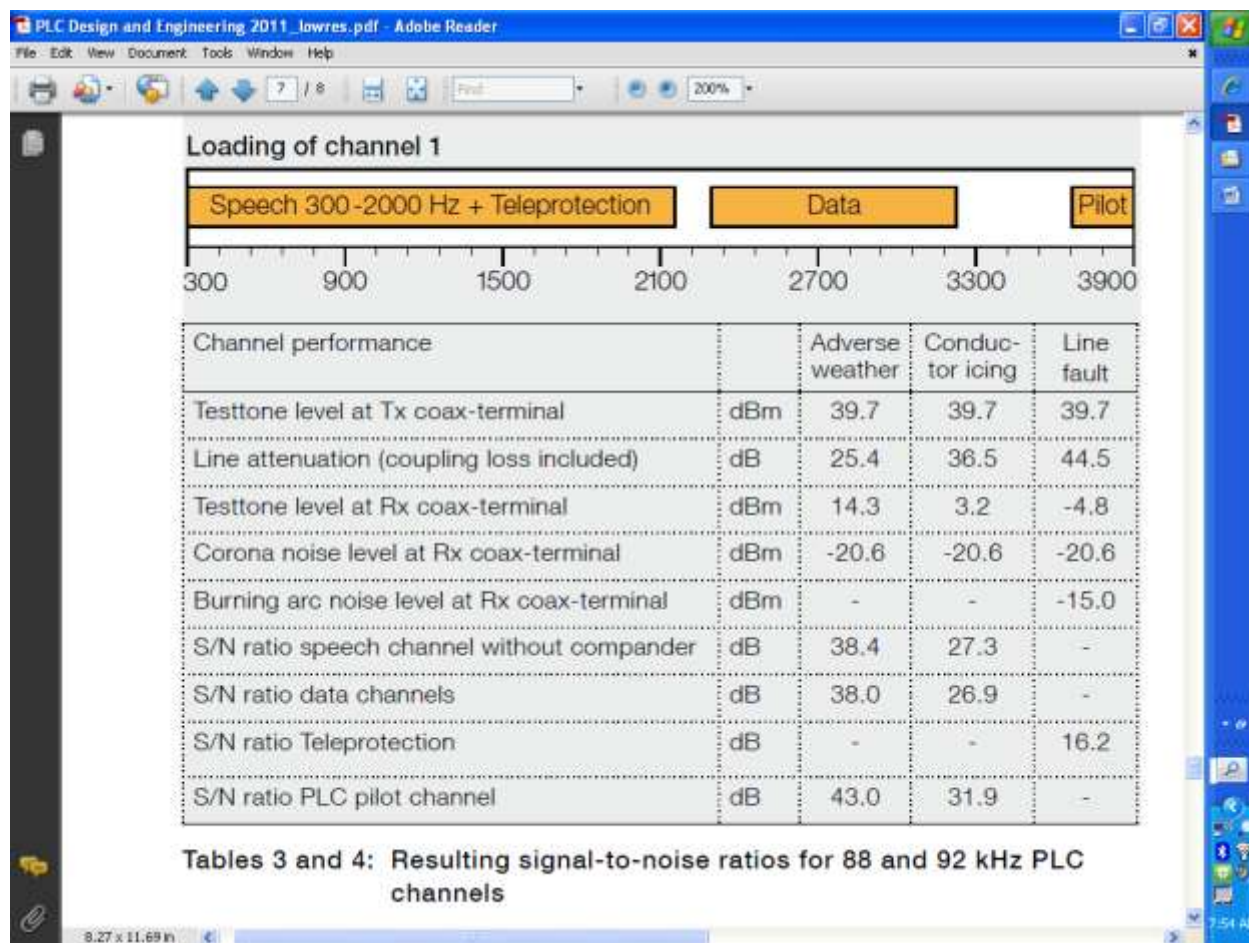 PLC Design and Engineering 2011_lowres.pdf - Adobe Reader
File Edit View Document Tools Window Help
7 / 8 Find 200%
Loading of channel 1
Speech 300-2000 Hz + Teleprotection Data Pilot
300 900 1500 2100 2700 3300 3900
Channel performance Adverse weather Conduc-tor icing Line fault
Testtone level at Tx coax-terminal dBm 39.7 39.7 39.7
Line attenuation (coupling loss included) dB 25.4 36.5 44.5
Testtone level at Rx coax-terminal dBm 14.3 3.2 -4.8
Corona noise level at Rx coax-terminal dBm -20.6 -20.6 -20.6
Burning arc noise level at Rx coax-terminal dBm - - -15.0
S/N ratio speech channel without compander dB 38.4 27.3 -
S/N ratio data channels dB 38.0 26.9 -
S/N ratio Teleprotection dB - - 16.2
S/N ratio PLC pilot channel dB 43.0 31.9 -
Tables 3 and 4: Resulting signal-to-noise ratios for 88 and 92 kHz PLC
channels
8.27 x 11.69 in
7:54 A